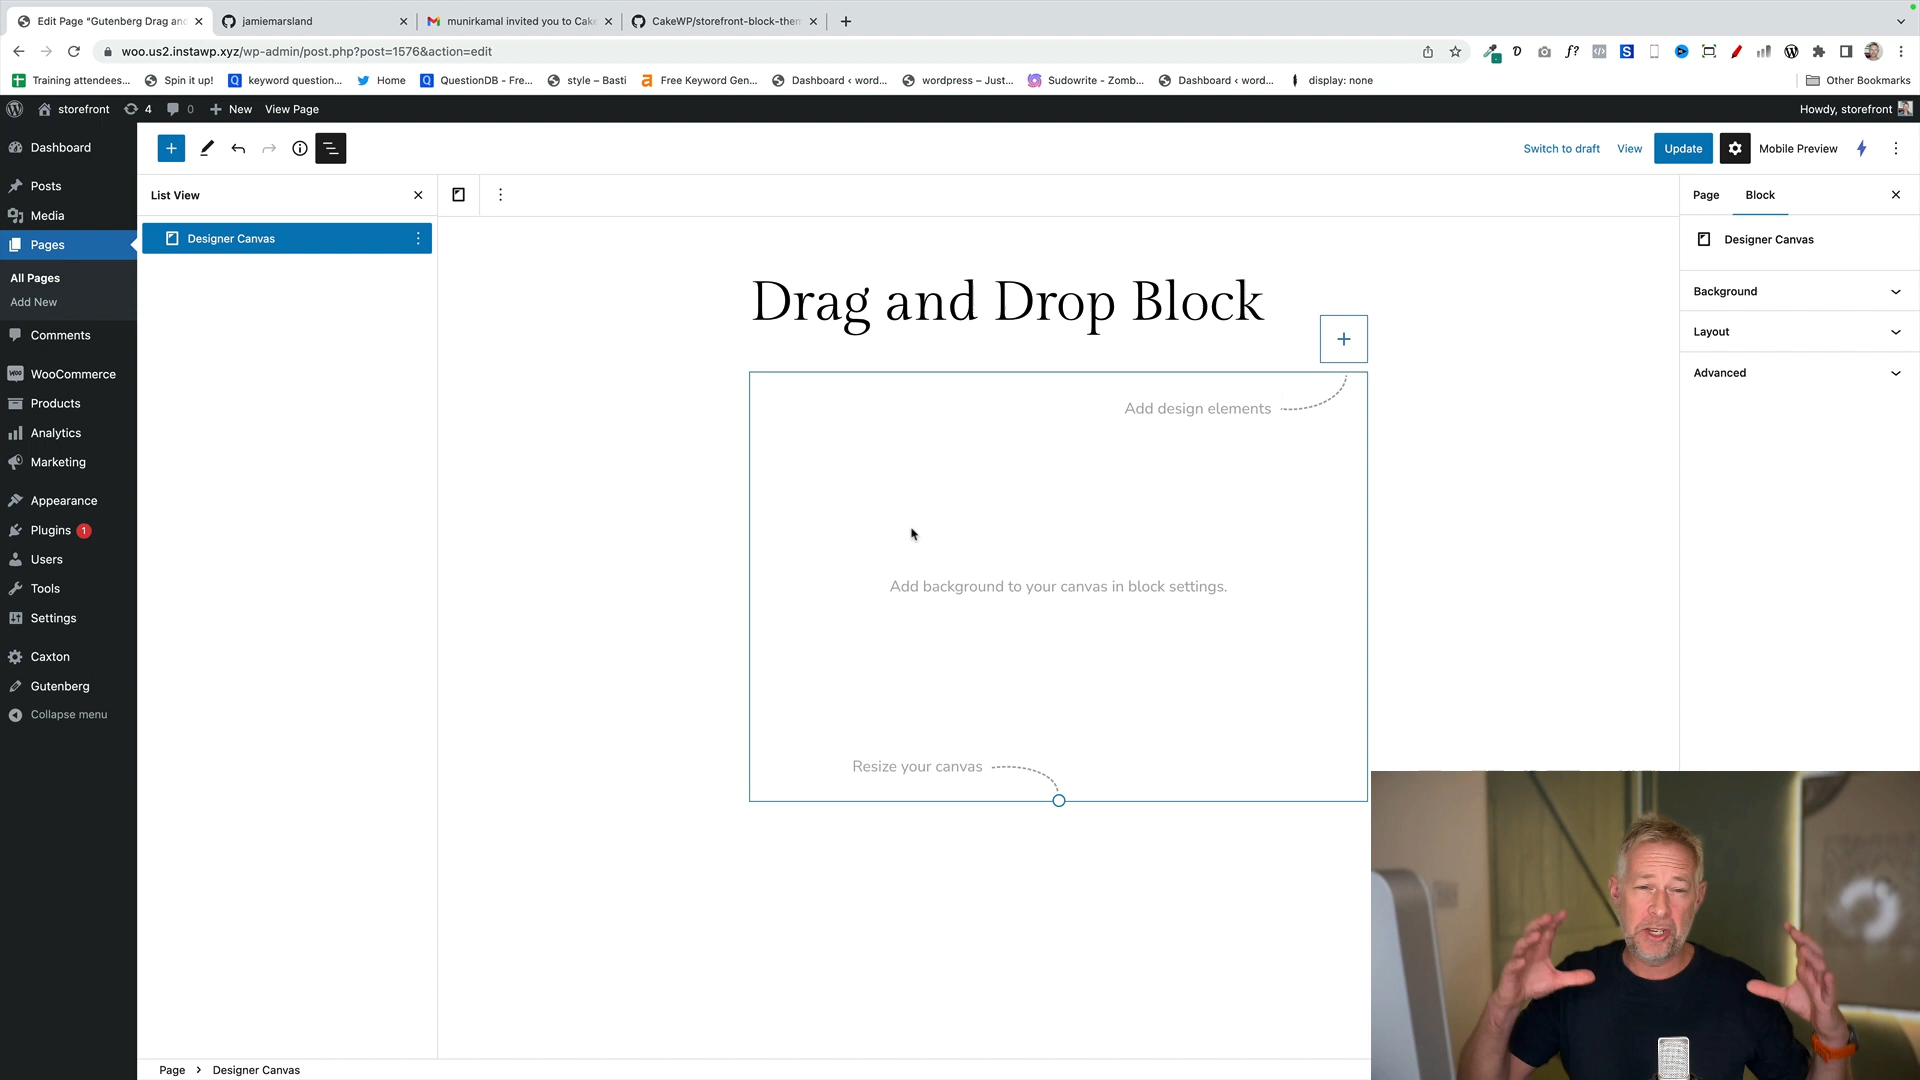 Edit Page "Gutenberg Drag and
jamiemarsland
munirkamal invited you to Cake
CakeWP/storefront-block-them
woo.us2.instawp.xyz/wp-admin/post.php?post=1576&action=edit
Training attendees...
Spin it up!
keyword question...
Home
QuestionDB - Fre...
style – Basti
Free Keyword Gen...
Dashboard ‹ word...
wordpress – Just...
Sudowrite - Zomb...
Dashboard ‹ word...
display: none
Other Bookmarks
storefront
4
0
New
View Page
Howdy, storefront
Dashboard
Posts
Media
Pages
All Pages
Add New
Comments
WooCommerce
Products
Analytics
Marketing
Appearance
Plugins 1
Users
Tools
Settings
Caxton
Gutenberg
Collapse menu
Switch to draft
View
Update
Mobile Preview
List View
Designer Canvas
Drag and Drop Block
Add design elements
Add background to your canvas in block settings.
Resize your canvas
Page
Block
Designer Canvas
Background
Layout
Advanced
Page › Designer Canvas